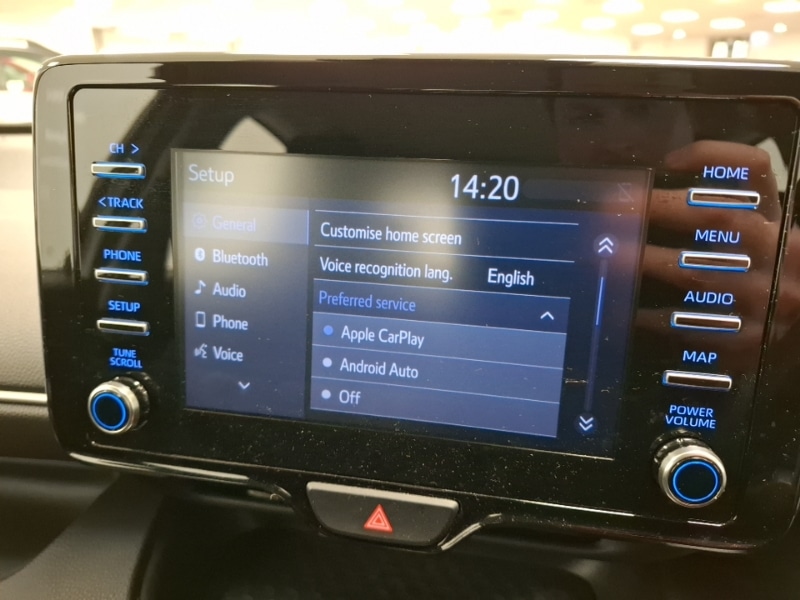 CH >
< TRACK
PHONE
SETUP
TUNE
SCROLL
Setup
14:20
General
Bluetooth
Audio
Phone
Voice
Customise home screen
Voice recognition lang. English
Preferred service
Apple CarPlay
Android Auto
Off
HOME
MENU
AUDIO
MAP
POWER
VOLUME